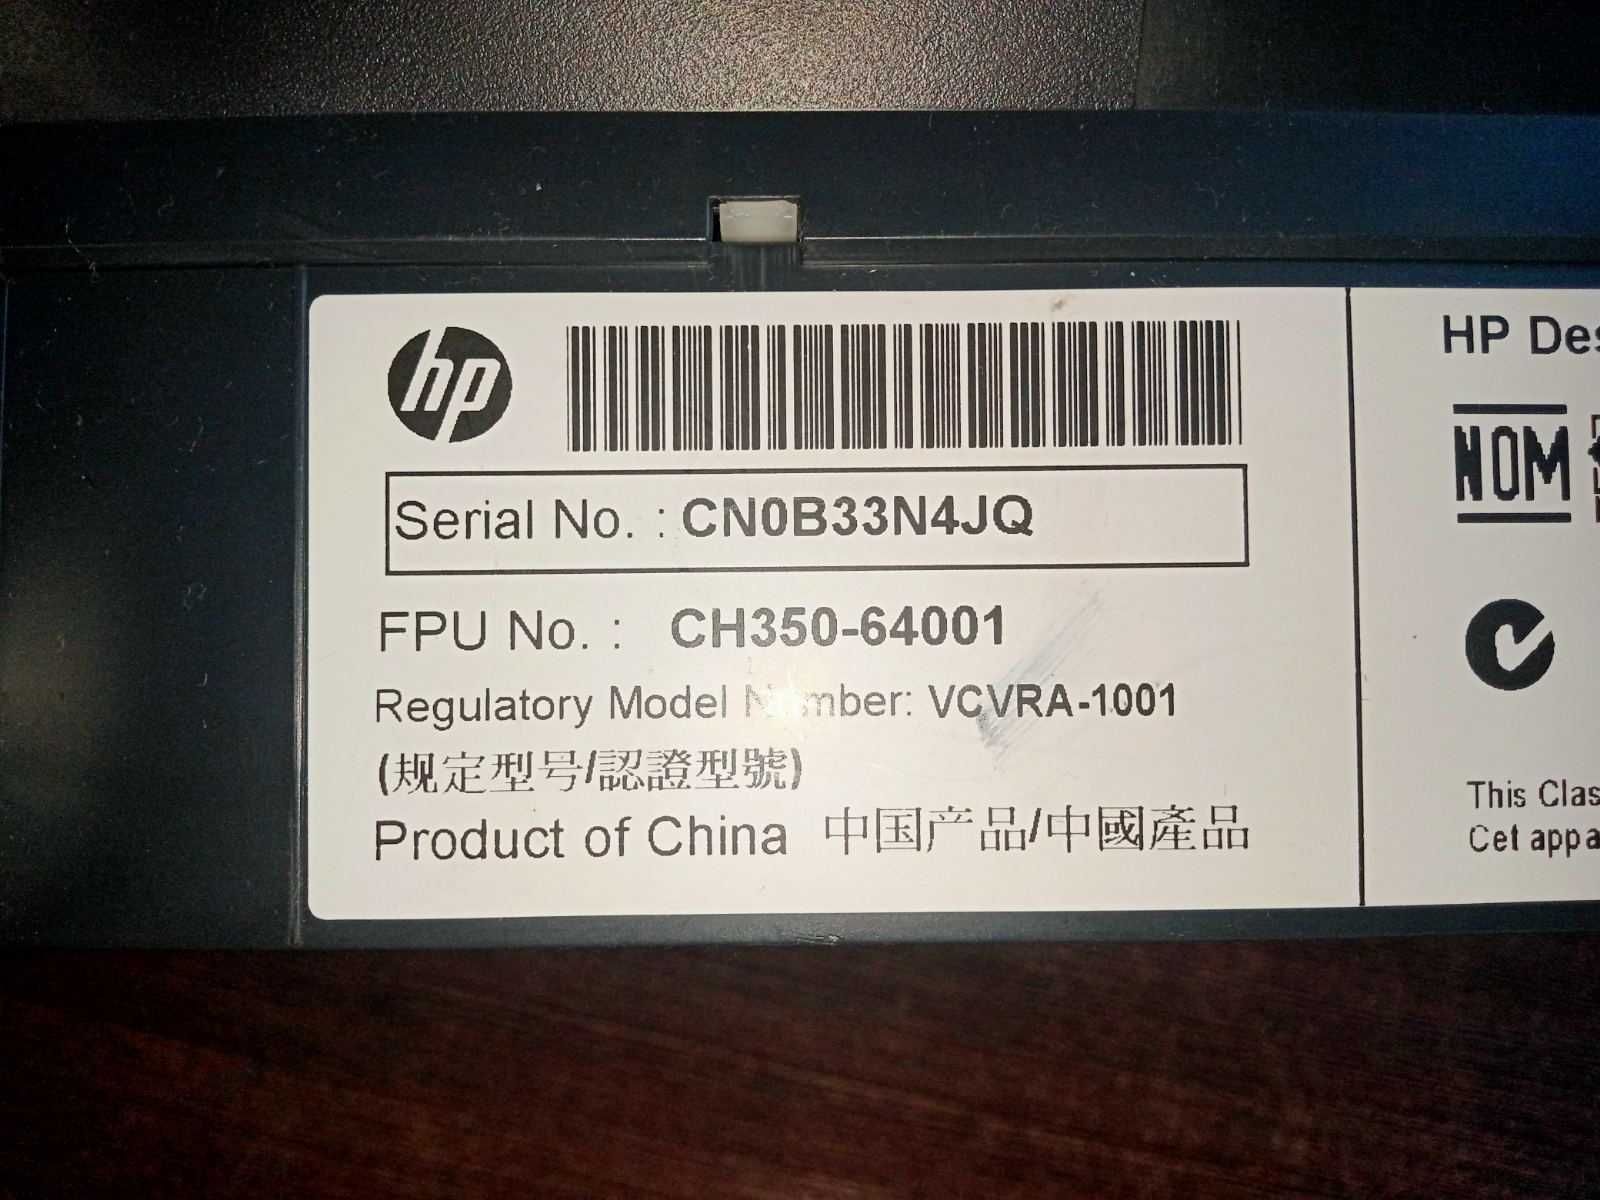 hp
Serial No. : CN0B33N4JQ
FPU No. : CH350-64001
Regulatory Model Number: VCVRA-1001
(规定型号/認證型號)
Product of China 中国产品/中國產品
HP Des
NOM
This Clas
Cet appa